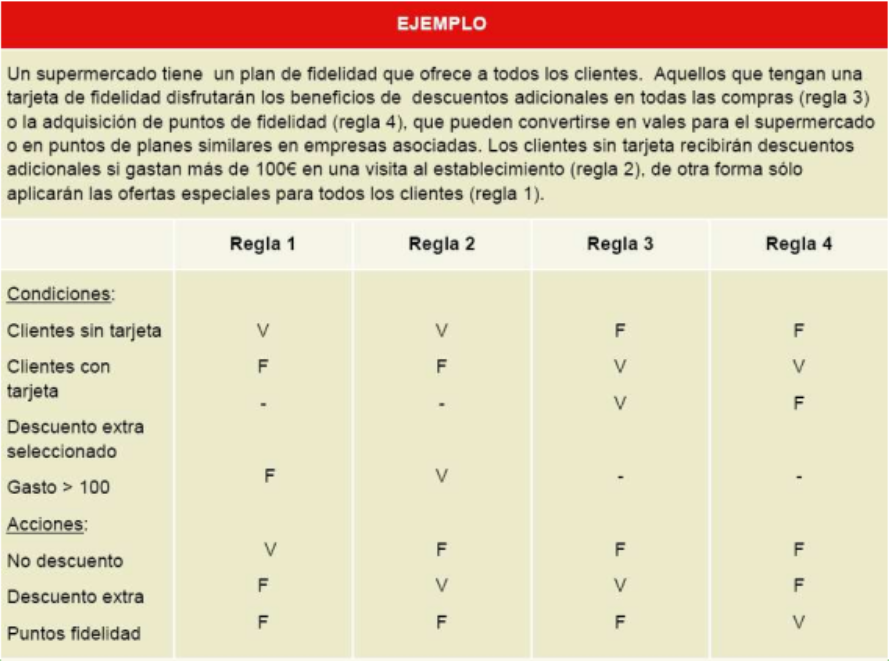 EJEMPLO
Un supermercado tiene un plan de fidelidad que ofrece a todos los clientes. Aquellos que tengan una
tarjeta de fidelidad disfrutarán los beneficios de descuentos adicionales en todas las compras (regla 3)
o la adquisición de puntos de fidelidad (regla 4), que pueden convertirse en vales para el supermercado
o en puntos de planes similares en empresas asociadas. Los clientes sin tarjeta recibirán descuentos
adicionales si gastan más de 100€ en una visita al establecimiento (regla 2), de otra forma sólo
aplicarán las ofertas especiales para todos los clientes (regla 1).
Regla 1 Regla 2 Regla 3 Regla 4
Condiciones:
Clientes sin tarjeta V V F F
Clientes con F F V V
tarjeta
- - V F
Descuento extra
seleccionado
Gasto > 100 F V - -
Acciones:
No descuento V F F F
Descuento extra F V V F
Puntos fidelidad F F F V